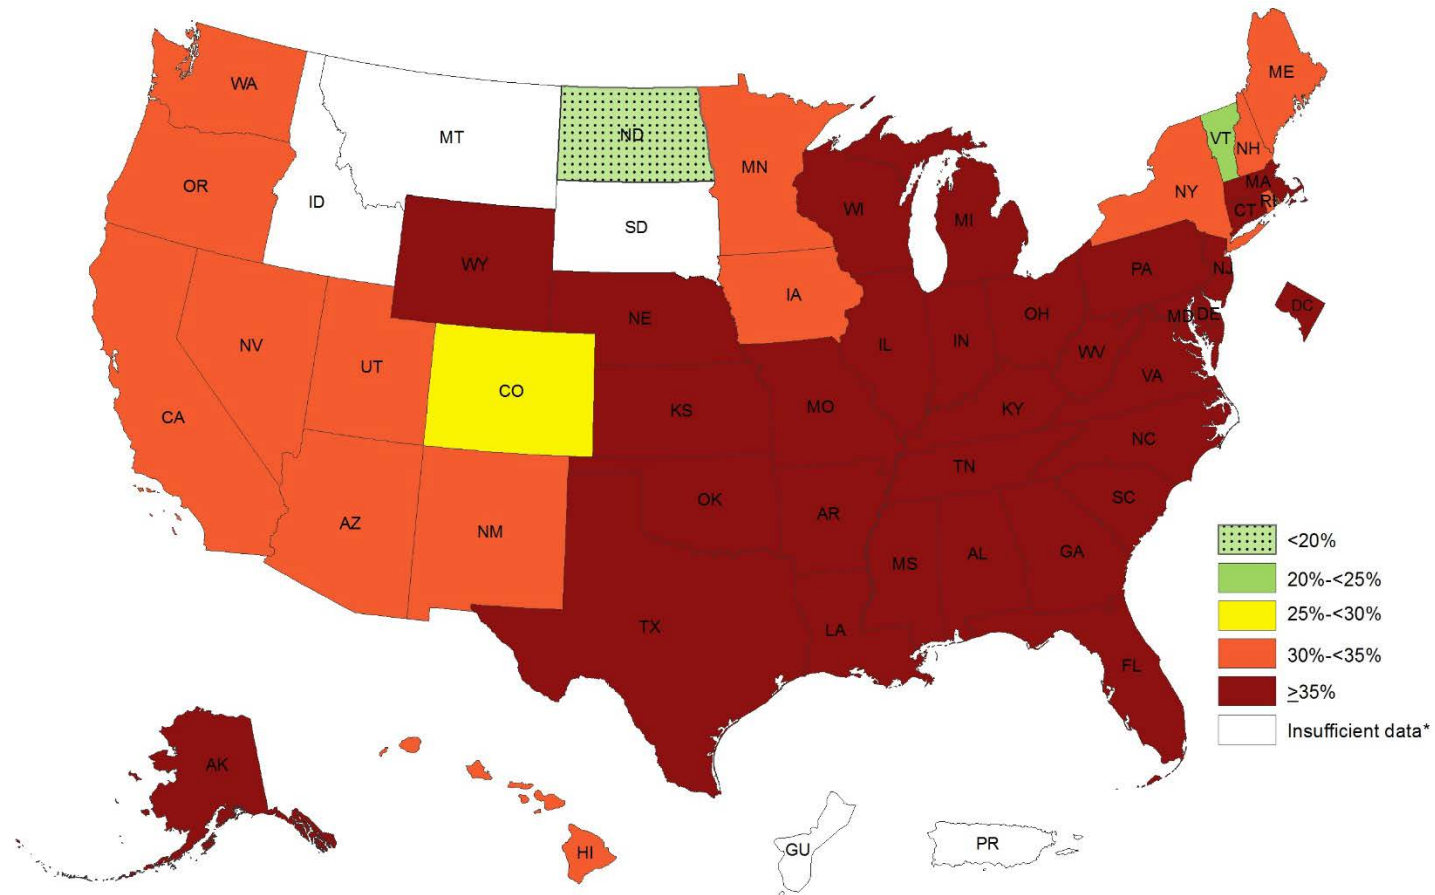 ME
WA
VT
ND
MT
NH
MN
MA
OR
NY
RI
ID
WI
CT
MI
SD
WY
PA
NJ
IA
DC
OH
MD
DE
NE
NV
IL
IN
WV
UT
VA
CO
KS
MO
KY
CA
NC
TN
SC
OK
AR
AZ
NM
AL
GA
MS
TX
LA
FL
AK
HI
GU
PR
<20%
20%-<25%
25%-<30%
30%-<35%
≥35%
Insufficient data*